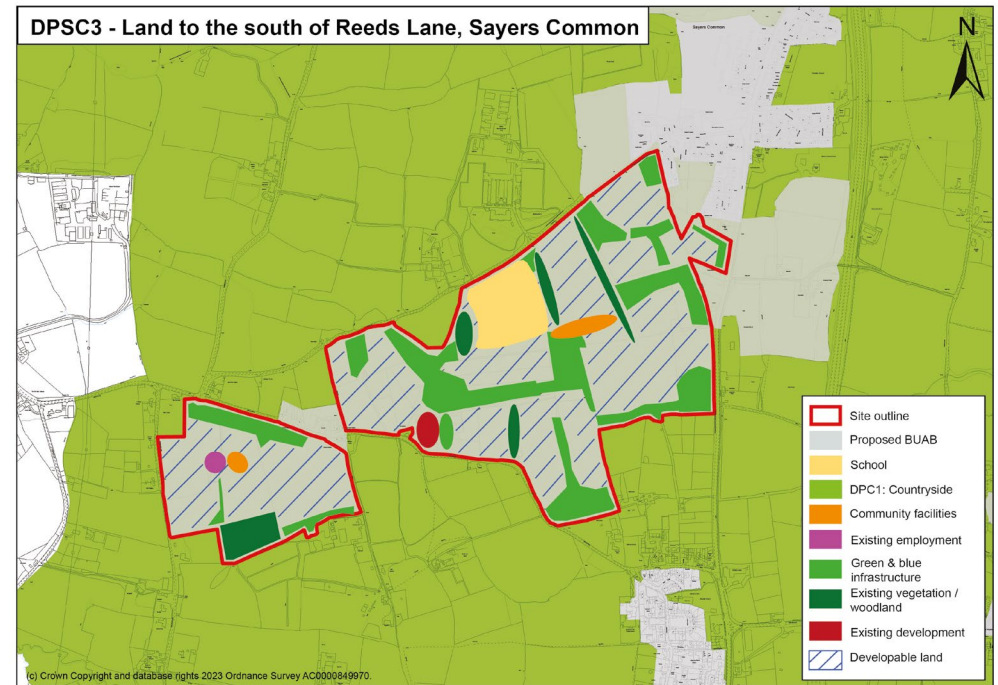 DPSC3 - Land to the south of Reeds Lane, Sayers Common
Sayers Common
N
Site outline
Proposed BUAB
School
DPC1: Countryside
Community facilities
Existing employment
Green & blue
infrastructure
Existing vegetation /
woodland
Existing development
Developable land
(c) Crown Copyright and database rights 2023 Ordnance Survey AC0000849970.